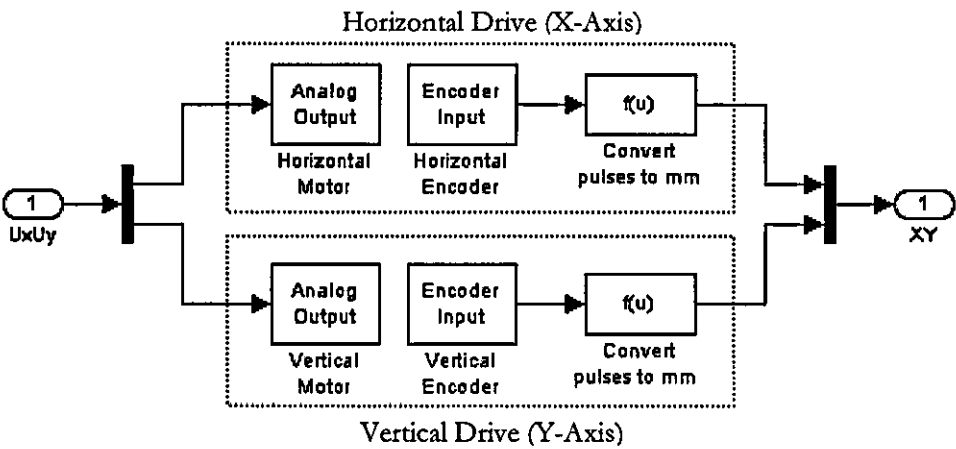 Horizontal Drive (X-Axis)
Analog
Output
Horizontal
Motor
Encoder
Input
Horizontal
Encoder
f(u)
Convert
pulses to mm
1
UxUy
1
XY
Analog
Output
Vertical
Motor
Encoder
Input
Vertical
Encoder
f(u)
Convert
pulses to mm
Vertical Drive (Y-Axis)